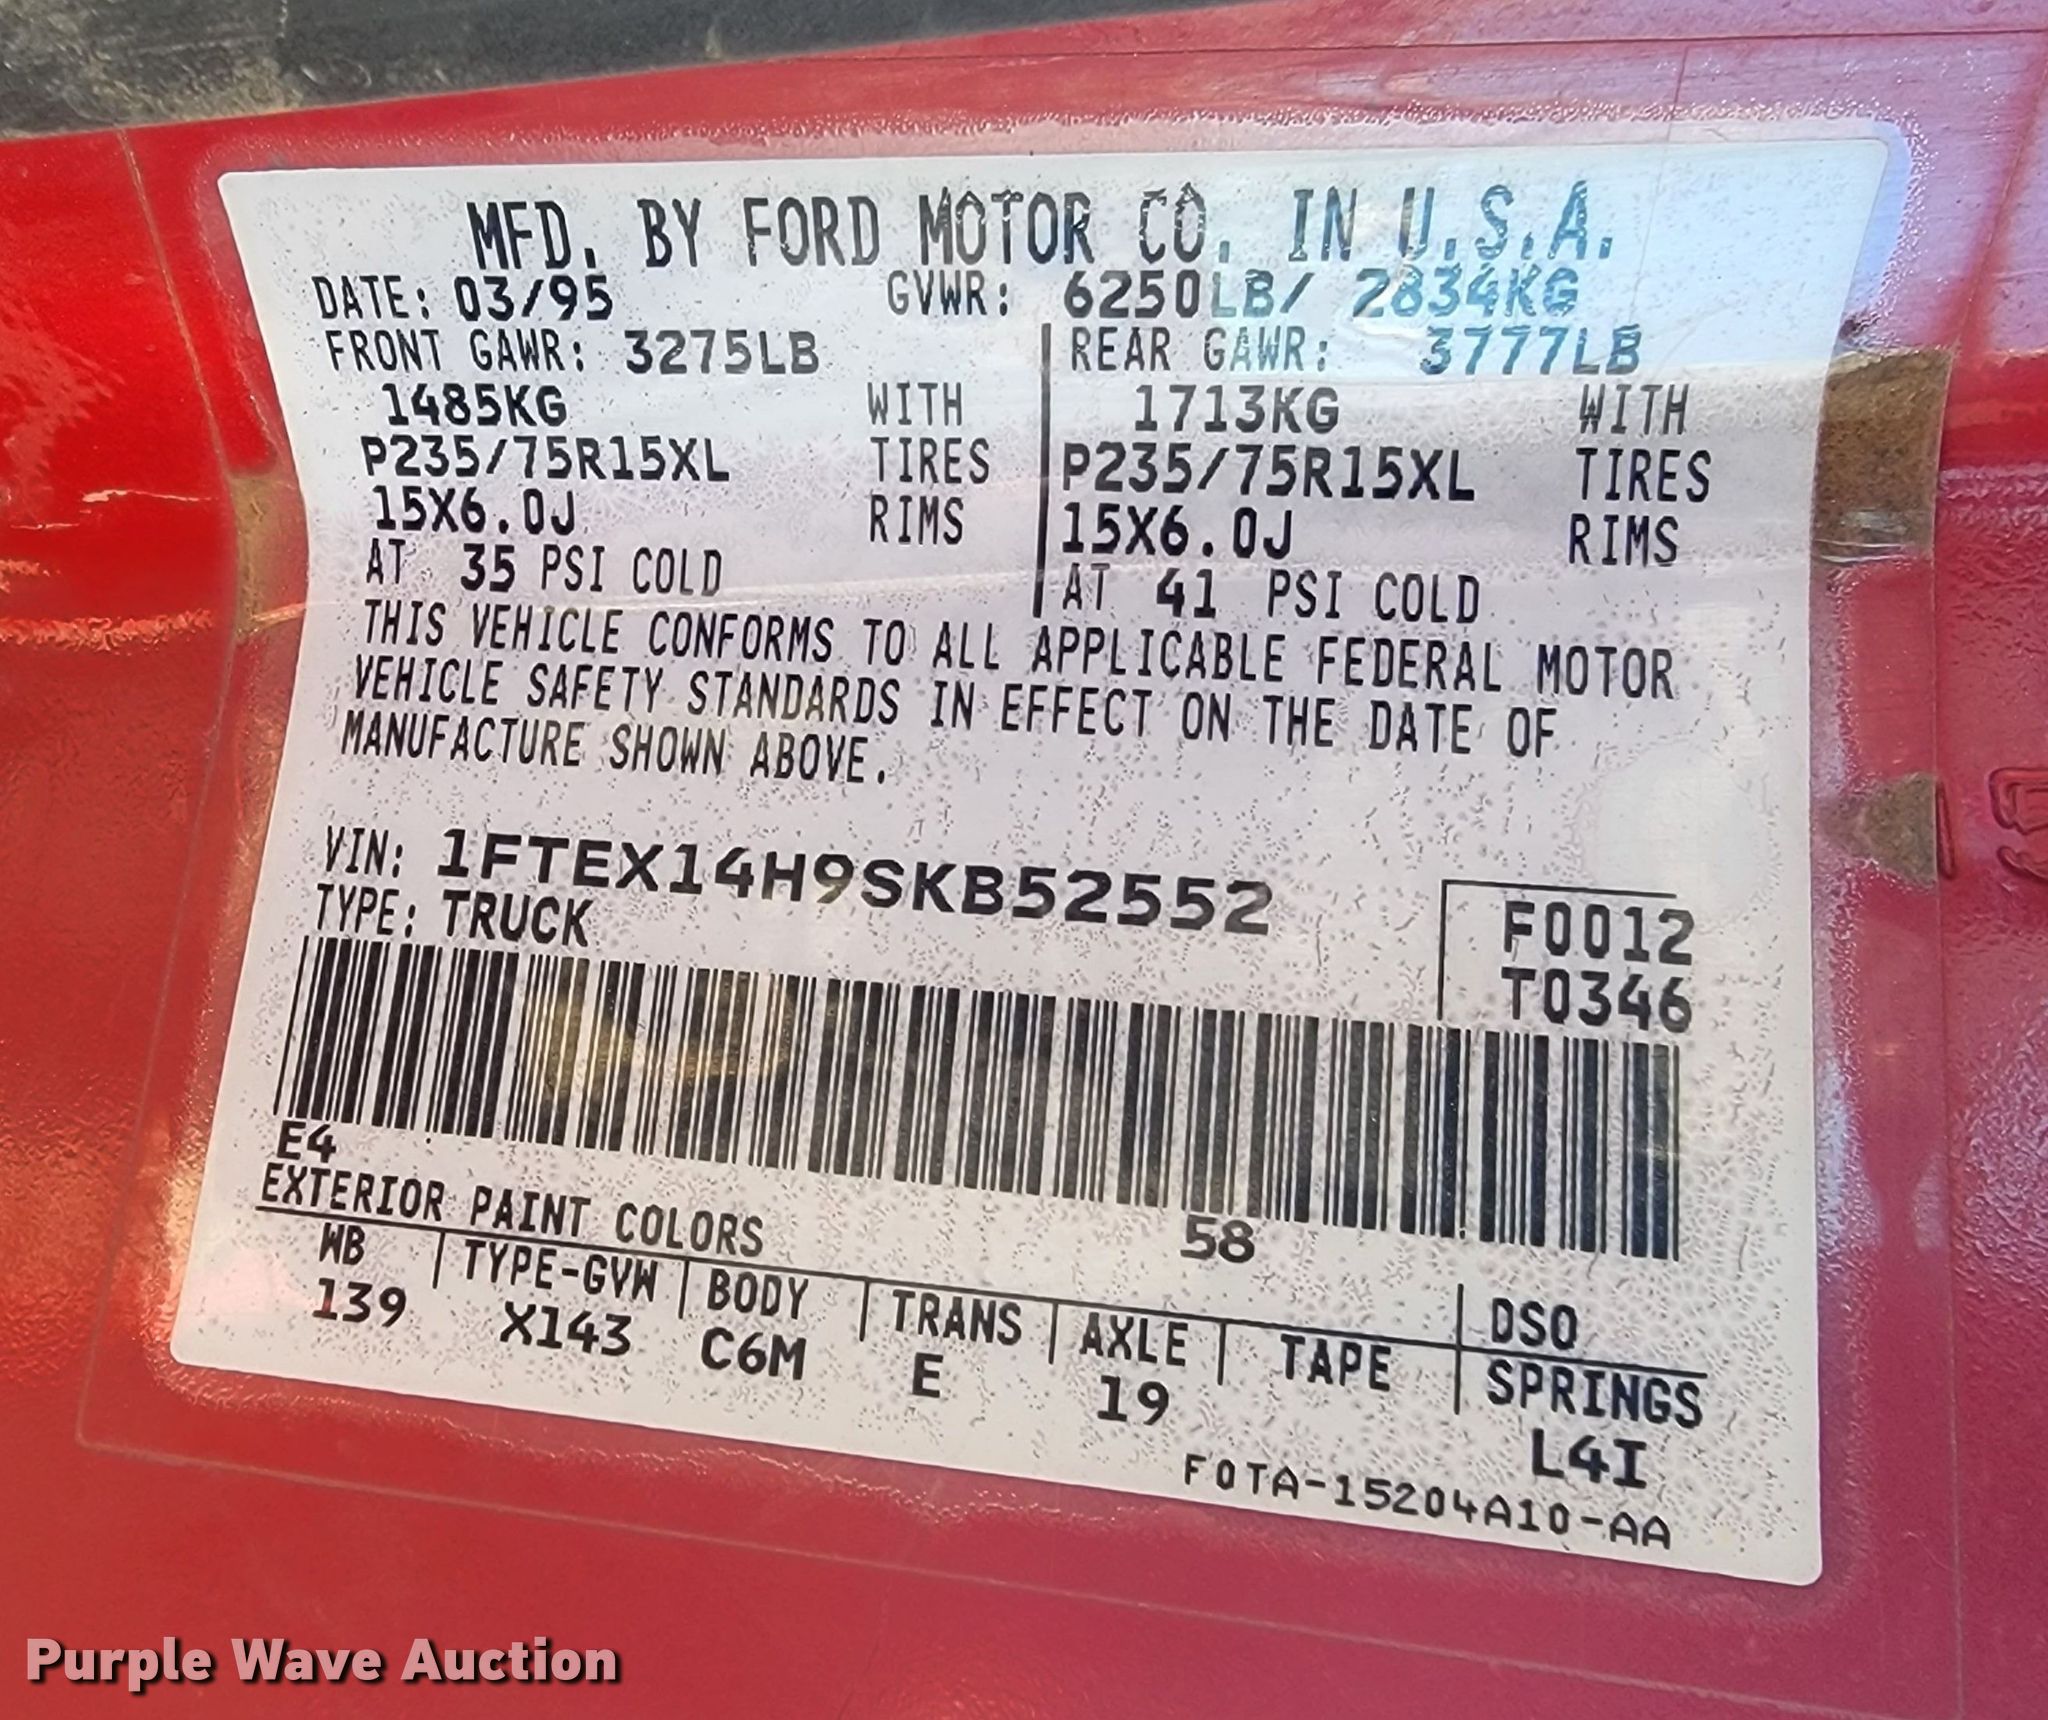 MFD. BY FORD MOTOR CO. IN U.S.A.
DATE: 03/95 GVWR: 6250LB/ 2834KG
FRONT GAWR: 3275LB REAR GAWR: 3777LB
1485KG WITH 1713KG WITH
P235/75R15XL TIRES P235/75R15XL TIRES
15X6.0J RIMS 15X6.0J RIMS
AT 35 PSI COLD AT 41 PSI COLD
THIS VEHICLE CONFORMS TO ALL APPLICABLE FEDERAL MOTOR
VEHICLE SAFETY STANDARDS IN EFFECT ON THE DATE OF
MANUFACTURE SHOWN ABOVE.
VIN: 1FTEX14H9SKB52552
TYPE: TRUCK
F0012
T0346
E4
EXTERIOR PAINT COLORS 58 DSO
WB TYPE-GVW BODY TRANS AXLE TAPE SPRINGS
139 X143 C6M E 19 L4I
F0TA-15204A10-AA
Purple Wave Auction